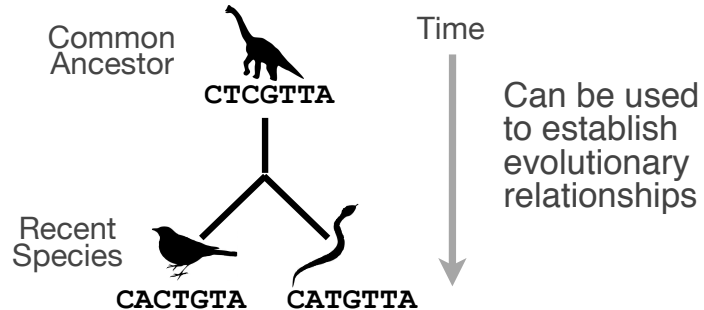 Common
Ancestor
CTCGTTA
Time
Can be used
to establish
evolutionary
relationships
Recent
Species
CACTGTA
CATGTTA